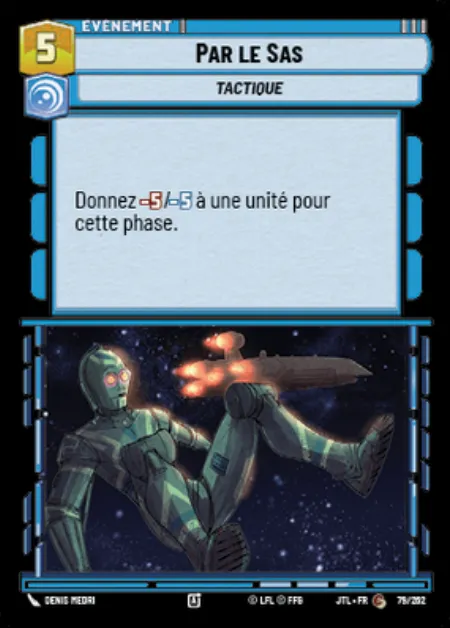 ÉVÉNEMENT
5
PAR LE SAS
TACTIQUE
Donnez -5/-5 à une unité pour
cette phase.
DENIS MEDRI
A
© LFL © FFG
JTL • FR
79/262